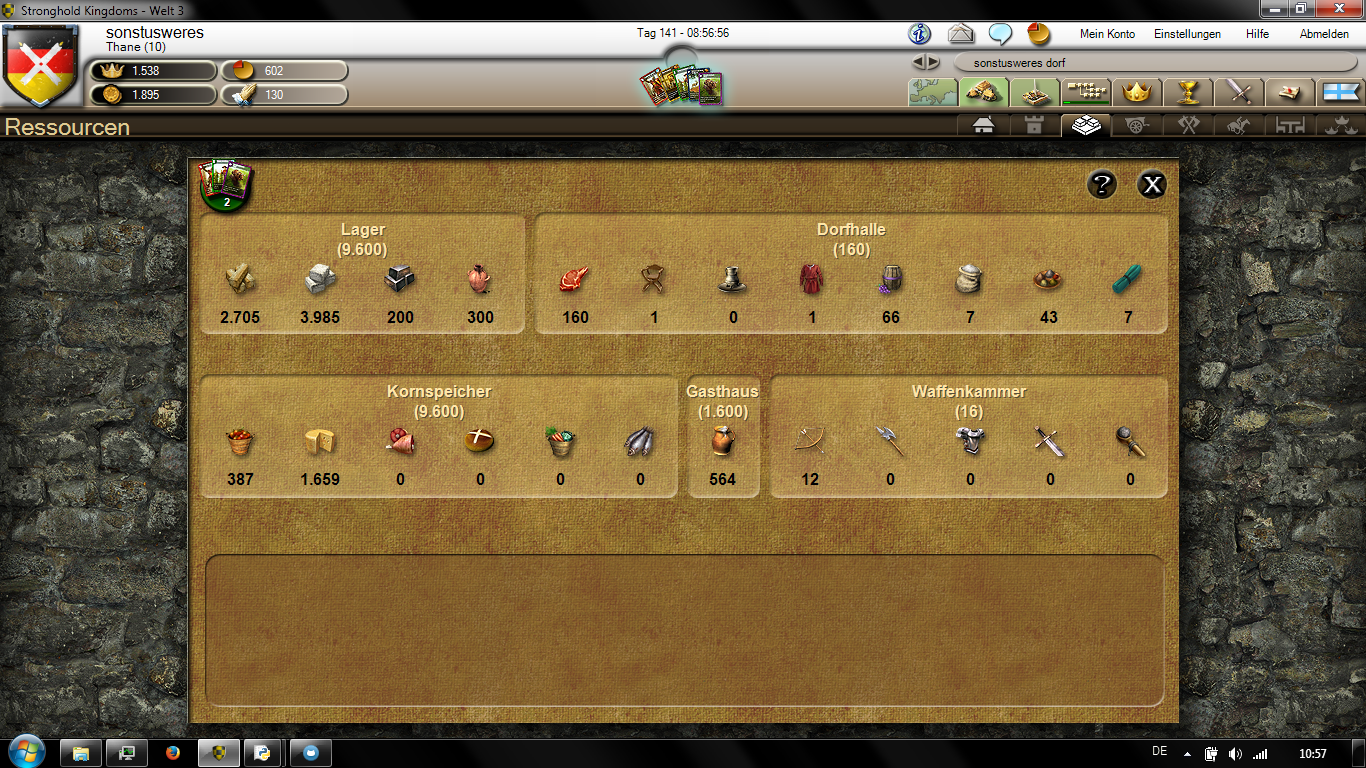 Stronghold Kingdoms - Welt 3
sonstusweres
Thane (10)
Tag 141 - 08:56:56
Mein Konto Einstellungen Hilfe Abmelden
1.538 602
1.895 130
sonstusweres dorf
Ressourcen
2
? X
Lager
(9.600)
2.705 3.985 200 300
Dorfhalle
(160)
160 1 0 1 66 7 43 7
Kornspeicher
(9.600)
387 1.659 0 0 0 0
Gasthaus
(1.600)
564
Waffenkammer
(16)
12 0 0 0 0
DE 10:57